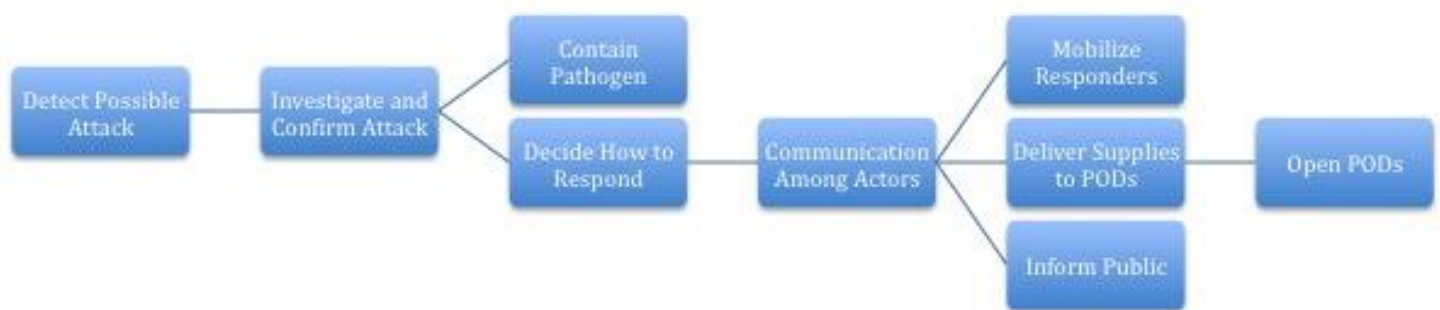 Detect Possible
Attack
Investigate and
Confirm Attack
Contain
Pathogen
Decide How to
Respond
Communication
Among Actors
Mobilize
Responders
Deliver Supplies
to PODs
Inform Public
Open PODs